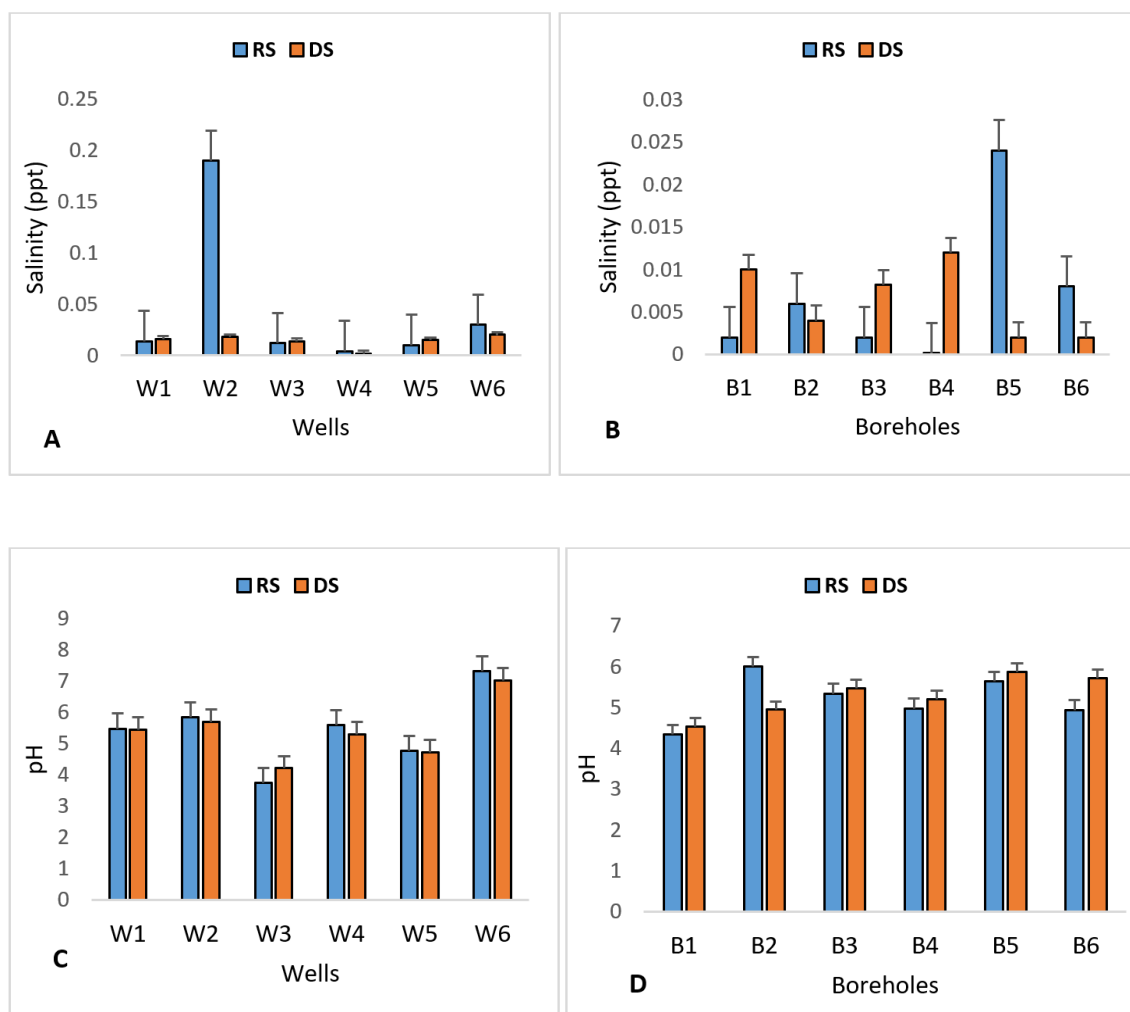 RS DS
Salinity (ppt)
0.25
0.2
0.15
0.1
0.05
0
W1 W2 W3 W4 W5 W6
Wells
A
RS DS
Salinity (ppt)
0.03
0.025
0.02
0.015
0.01
0.005
0
B1 B2 B3 B4 B5 B6
Boreholes
B
RS DS
pH
9
8
7
6
5
4
3
2
1
0
W1 W2 W3 W4 W5 W6
Wells
C
RS DS
pH
7
6
5
4
3
2
1
0
B1 B2 B3 B4 B5 B6
Boreholes
D